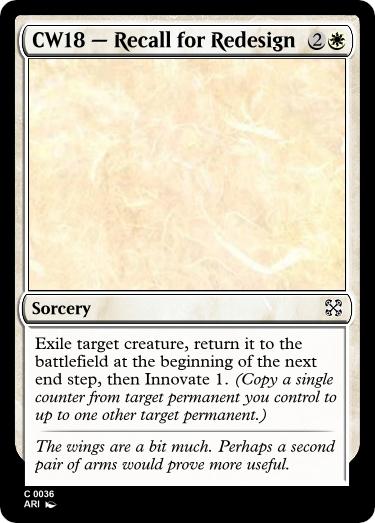 CW18 — Recall for Redesign 2
Sorcery
Exile target creature, return it to the
battlefield at the beginning of the next
end step, then Innovate 1. (Copy a single
counter from target permanent you control to
up to one other target permanent.)
The wings are a bit much. Perhaps a second
pair of arms would prove more useful.
C 0036
ARI